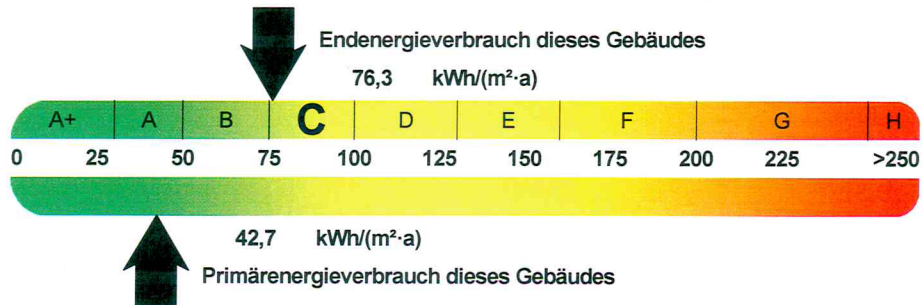 Endenergieverbrauch dieses Gebäudes
76,3 kWh/(m²·a)
A+ A B C D E F G H
0 25 50 75 100 125 150 175 200 225 >250
42,7 kWh/(m²·a)
Primärenergieverbrauch dieses Gebäudes